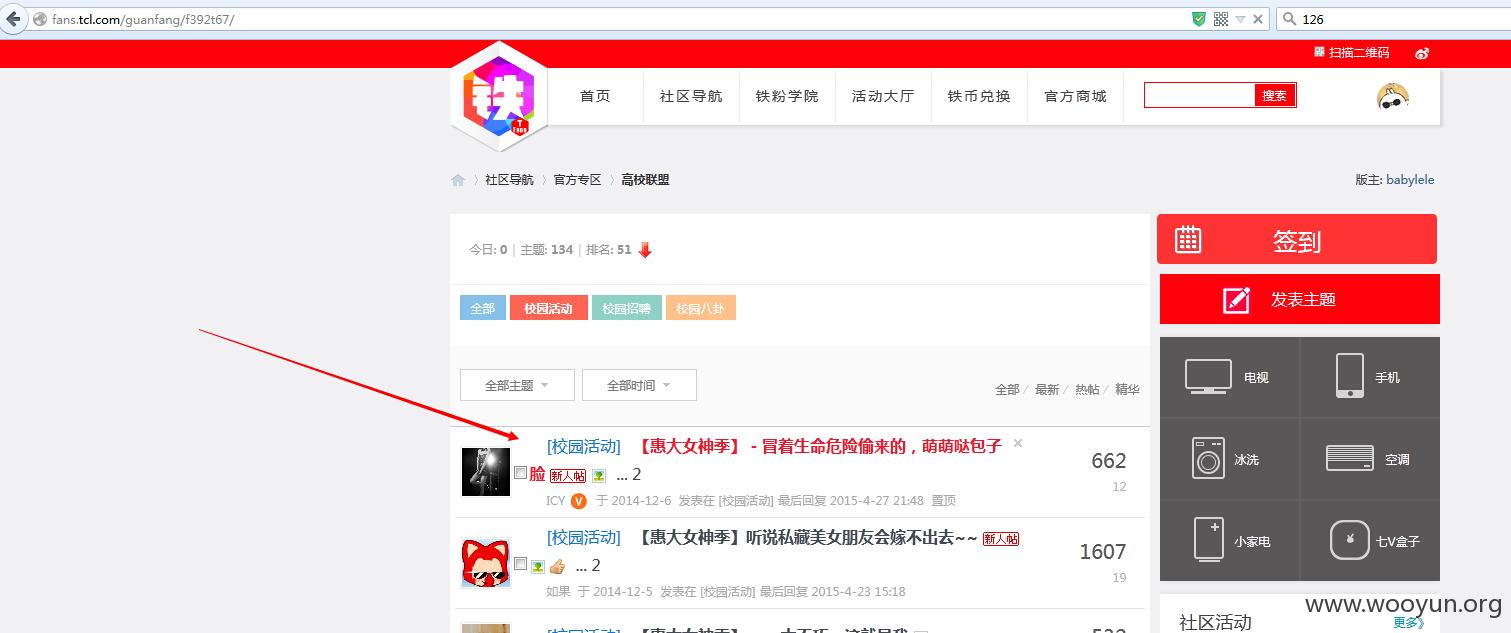 fans.tcl.com/guanfang/f392t67/
126
扫描二维码
铁
T
Fans
首页 社区导航 铁粉学院 活动大厅 铁币兑换 官方商城 搜索
社区导航 官方专区 高校联盟
版主: babylele
今日: 0 | 主题: 134 | 排名: 51
签到
发表主题
全部 校园活动 校园招聘 校园八卦
全部主题 全部时间
全部 / 最新 / 热帖 / 精华
电视 手机
冰洗 空调
小家电 七V盒子
[校园活动] 【惠大女神季】 - 冒着生命危险偷来的，萌萌哒包子
脸 新人帖 ... 2
662
12
ICY V 于 2014-12-6 发表在 [校园活动] 最后回复 2015-4-27 21:48 置顶
[校园活动] 【惠大女神季】听说私藏美女朋友会嫁不出去~~ 新人帖
... 2
1607
19
如果 于 2014-12-5 发表在 [校园活动] 最后回复 2015-4-23 15:18
社区活动 更多》
www.wooyun.org